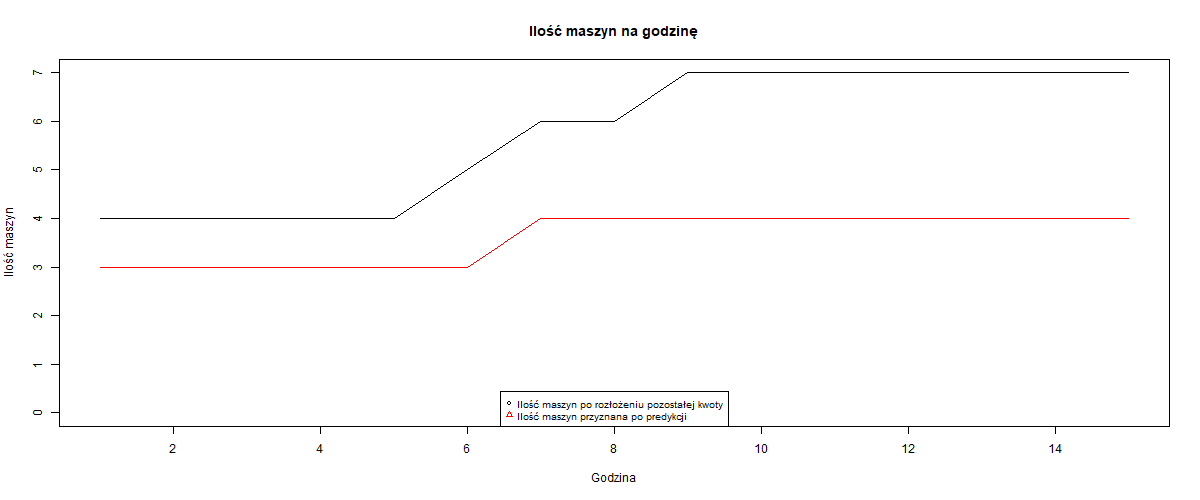 Ilość maszyn na godzinę
Ilość maszyn
7
6
5
4
3
2
1
0
Ilość maszyn po rozłożeniu pozostałej kwoty
Ilość maszyn przyznana po predykcji
2 4 6 8 10 12 14
Godzina